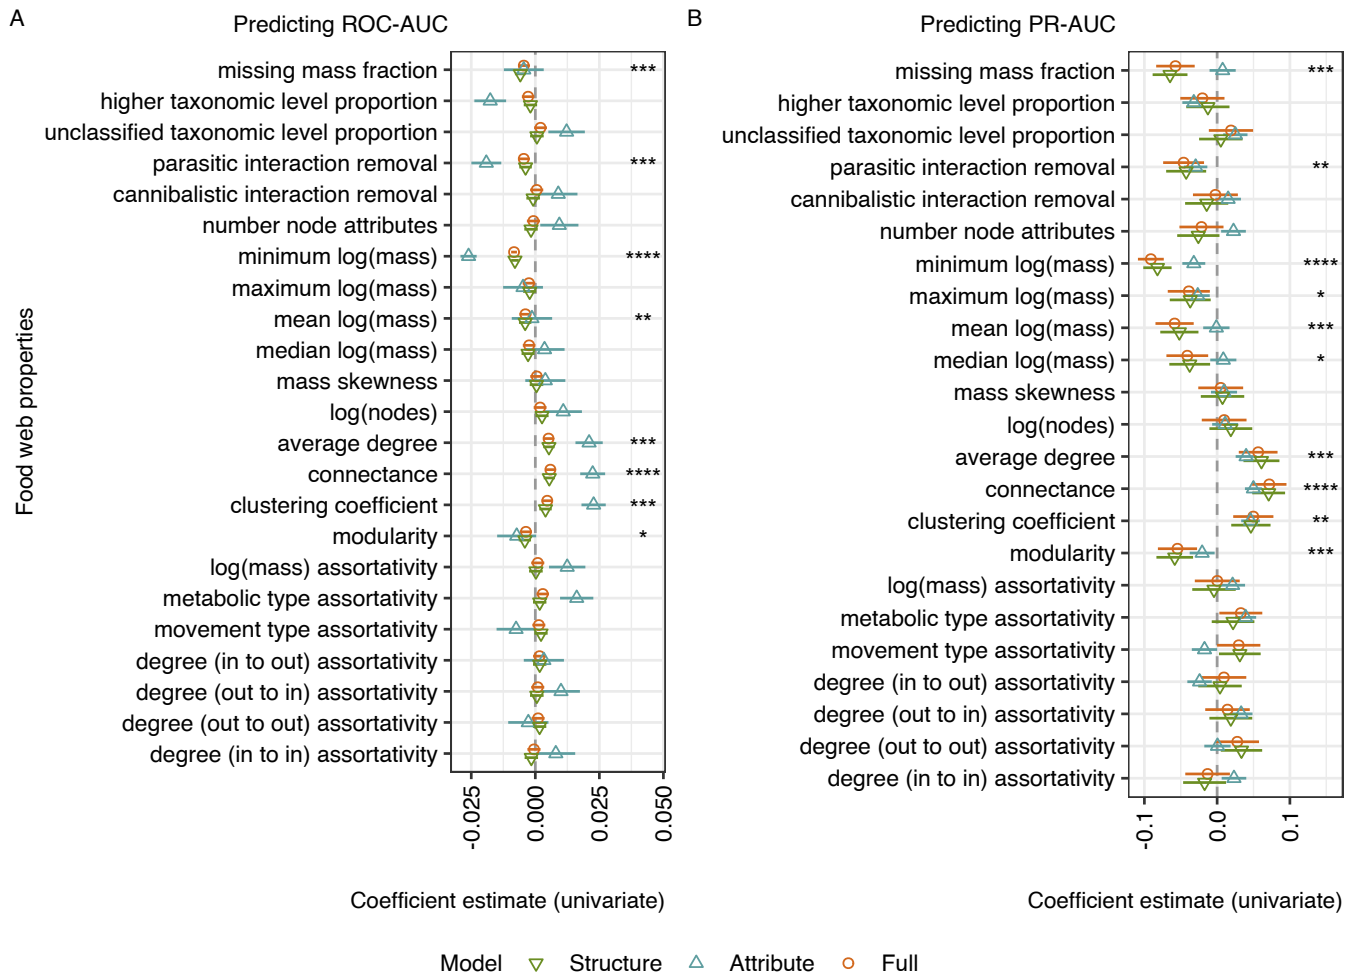 A
Predicting ROC-AUC
Food web properties
missing mass fraction ***
higher taxonomic level proportion
unclassified taxonomic level proportion
parasitic interaction removal ***
cannibalistic interaction removal
number node attributes
minimum log(mass) ****
maximum log(mass)
mean log(mass) **
median log(mass)
mass skewness
log(nodes)
average degree ***
connectance ****
clustering coefficient ***
modularity *
log(mass) assortativity
metabolic type assortativity
movement type assortativity
degree (in to out) assortativity
degree (out to in) assortativity
degree (out to out) assortativity
degree (in to in) assortativity
-0.025 0.000 0.025 0.050
Coefficient estimate (univariate)
B
Predicting PR-AUC
missing mass fraction ***
higher taxonomic level proportion
unclassified taxonomic level proportion
parasitic interaction removal **
cannibalistic interaction removal
number node attributes
minimum log(mass) ****
maximum log(mass) *
mean log(mass) ***
median log(mass) *
mass skewness
log(nodes)
average degree ***
connectance ****
clustering coefficient **
modularity ***
log(mass) assortativity
metabolic type assortativity
movement type assortativity
degree (in to out) assortativity
degree (out to in) assortativity
degree (out to out) assortativity
degree (in to in) assortativity
-0.1 0.0 0.1
Coefficient estimate (univariate)
Model Structure Attribute Full